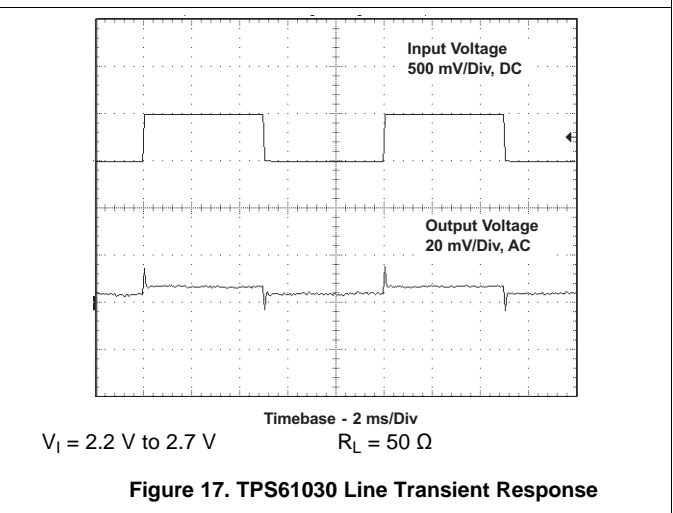 Input Voltage
500 mV/Div, DC
Output Voltage
20 mV/Div, AC
Timebase - 2 ms/Div
V_I = 2.2 V to 2.7 V R_L = 50 Ω
Figure 17. TPS61030 Line Transient Response